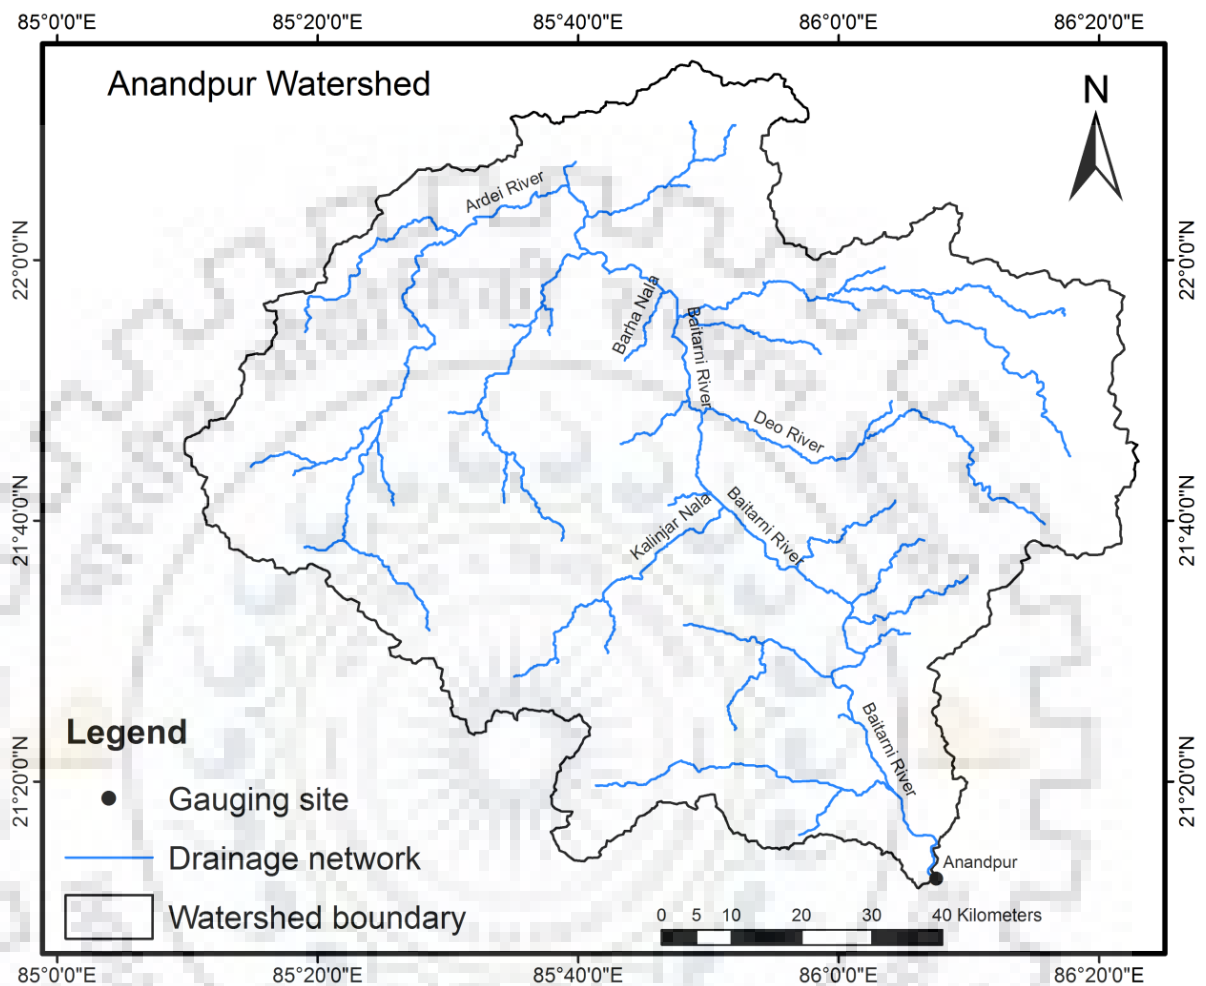 85°0'0"E 85°20'0"E 85°40'0"E 86°0'0"E 86°20'0"E
Anandpur Watershed
N
Ardei River
22°0'0"N
22°0'0"N
Barha Nala
Baitarni River
Deo River
21°40'0"N
21°40'0"N
Kalinjar Nala
Baitarni River
Baitarni River
21°20'0"N
21°20'0"N
Legend
Gauging site
Drainage network
Watershed boundary
Anandpur
0 5 10 20 30 40 Kilometers
85°0'0"E 85°20'0"E 85°40'0"E 86°0'0"E 86°20'0"E